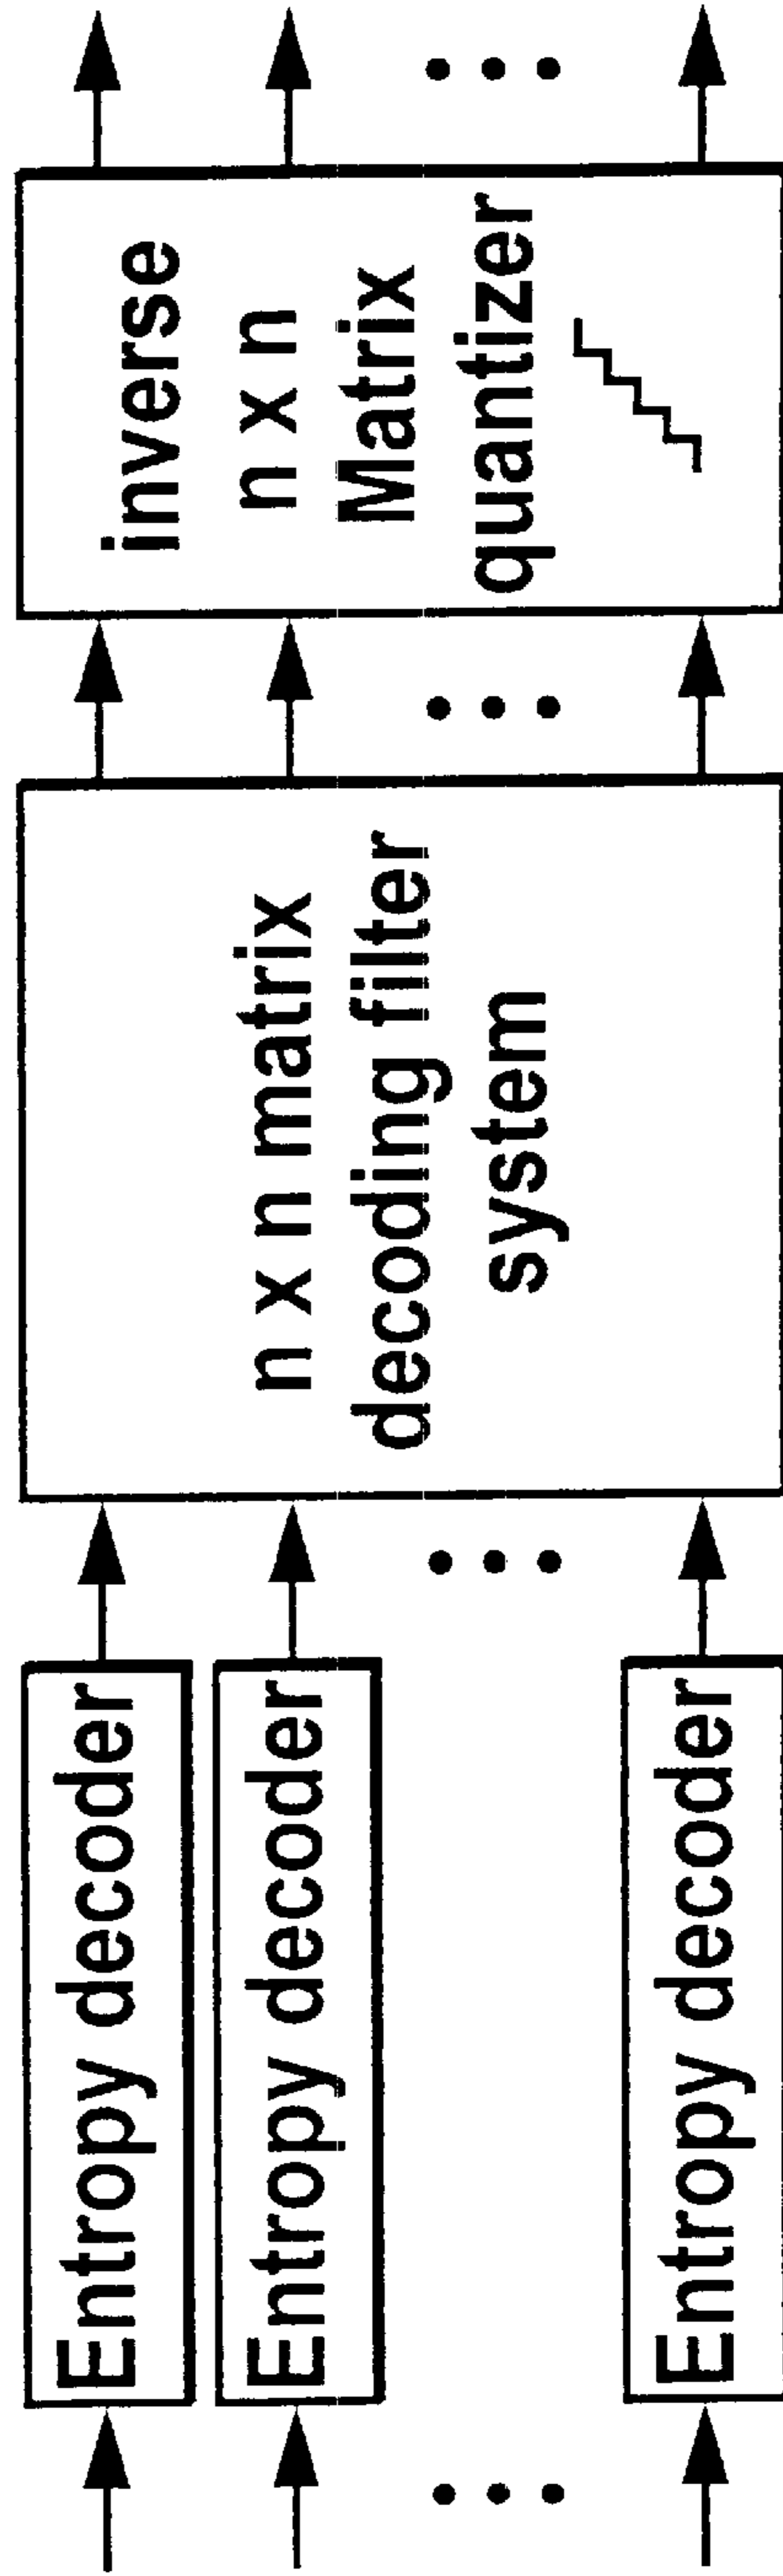 Entropy decoder
Entropy decoder
Entropy decoder
n x n matrix
decoding filter
system
inverse
n x n
Matrix
quantizer